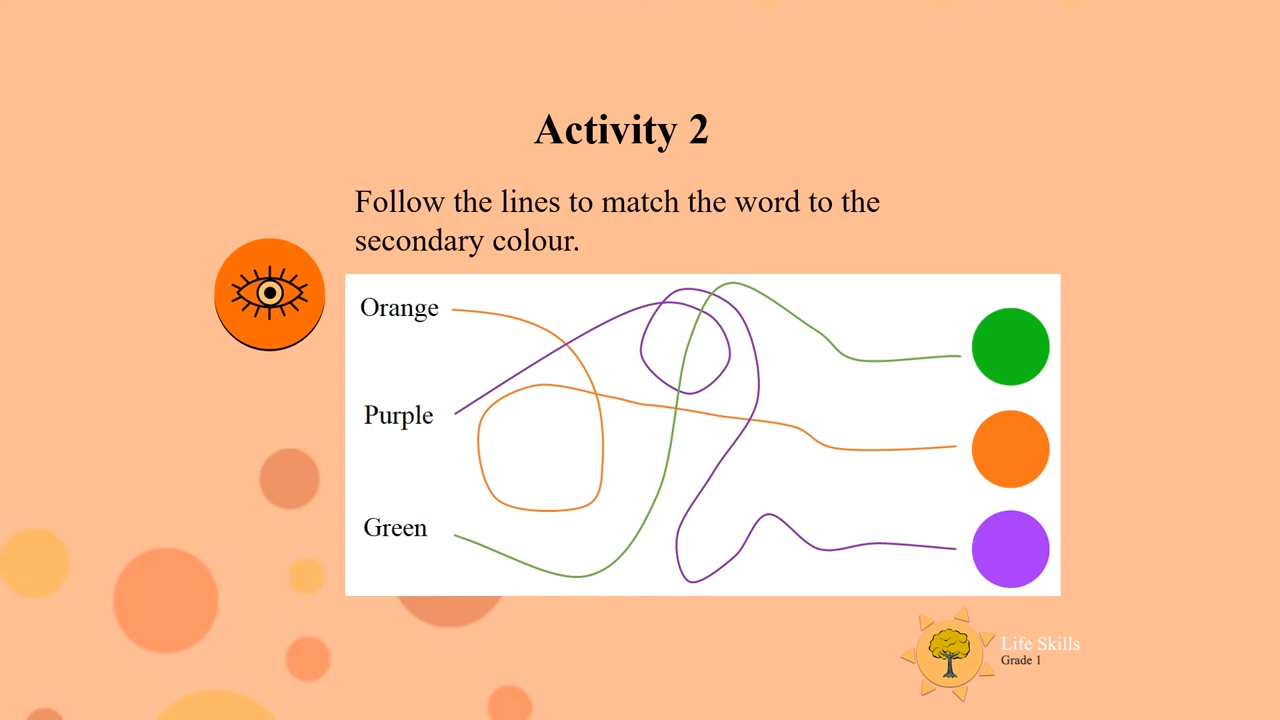 Activity 2
Follow the lines to match the word to the
secondary colour.
Orange
Purple
Green
Life Skills
Grade 1